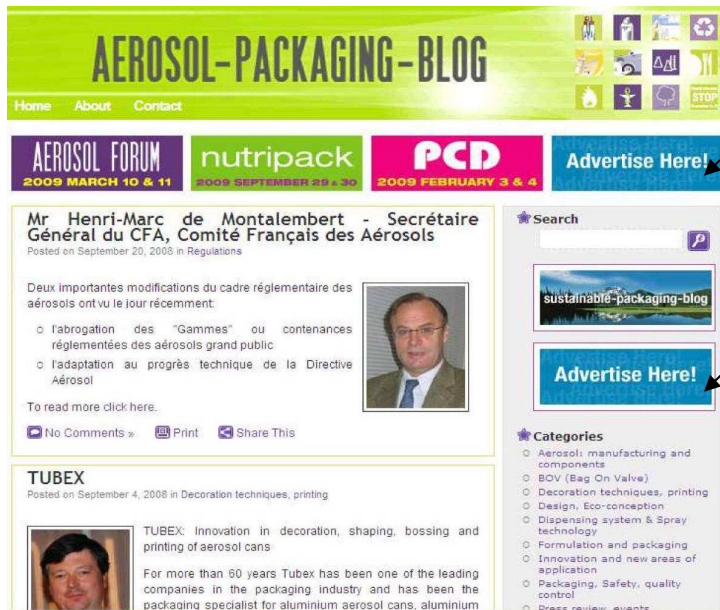 AEROSOL-PACKAGING-BLOG
STOP
Home About Contact
AEROSOL FORUM
2009 MARCH 10 & 11
nutripack
2009 SEPTEMBER 29 & 30
PCD
2009 FEBRUARY 3 & 4
Advertise Here!
Mr Henri-Marc de Montalembert - Secrétaire
Général du CFA, Comité Français des Aérosols
Posted on September 20, 2008 in Regulations
Deux importantes modifications du cadre réglementaire des
aérosols ont vu le jour récemment:
l'abrogation des "Gammes" ou contenances
réglementées des aérosols grand public
l'adaptation au progrès technique de la Directive
Aérosol
To read more click here.
No Comments » Print Share This
TUBEX
Posted on September 4, 2008 in Decoration techniques, printing
TUBEX: Innovation in decoration, shaping, bossing and
printing of aerosol cans
For more than 60 years Tubex has been one of the leading
companies in the packaging industry and has been the
packaging specialist for aluminium aerosol cans, aluminium
Search
sustainable-packaging-blog
Advertise Here!
Categories
Aerosol: manufacturing and
components
BOV (Bag On Valve)
Decoration techniques, printing
Design, Eco-conception
Dispensing system & Spray
technology
Formulation and packaging
Innovation and new areas of
application
Packaging, Safety, quality
control
Press review, events